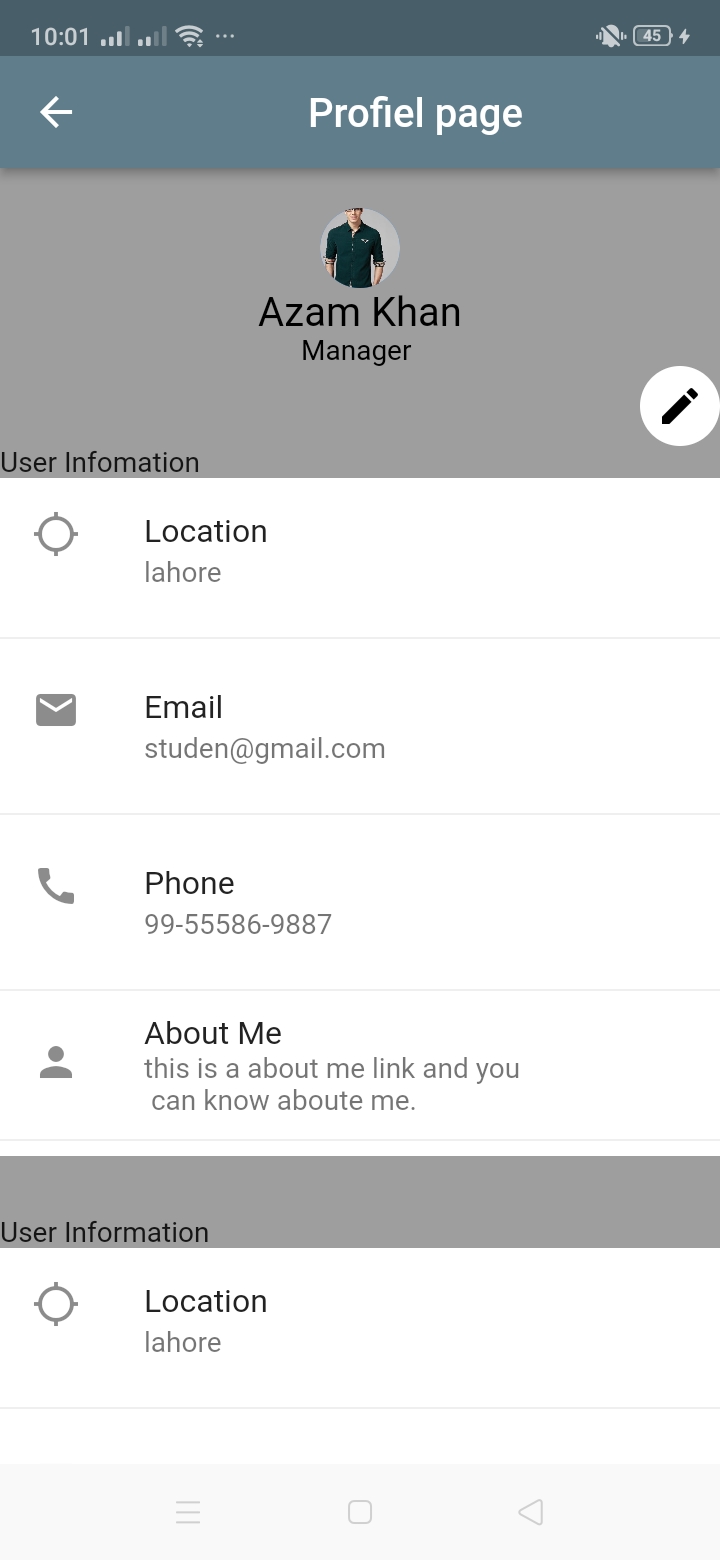 10:01
45
Profiel page
Azam Khan
Manager
User Infomation
Location
lahore
Email
studen@gmail.com
Phone
99-55586-9887
About Me
this is a about me link and you
can know aboute me.
User Information
Location
lahore